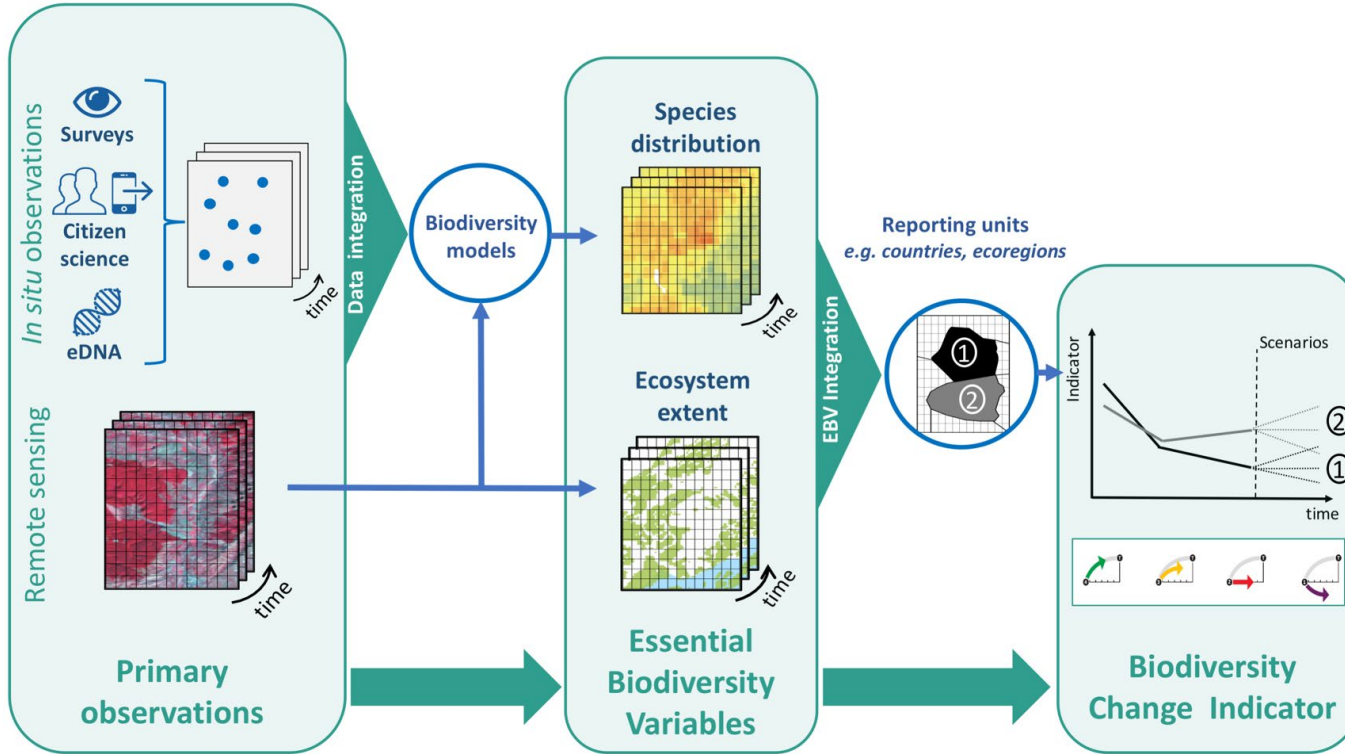 In situ observations
Surveys
Citizen
science
eDNA
time
Remote sensing
time
Primary
observations
Data integration
Biodiversity
models
Species
distribution
time
Ecosystem
extent
time
Essential
Biodiversity
Variables
EBV Integration
Reporting units
e.g. countries, ecoregions
1
2
Indicator
Scenarios
2
1
time
Biodiversity
Change Indicator